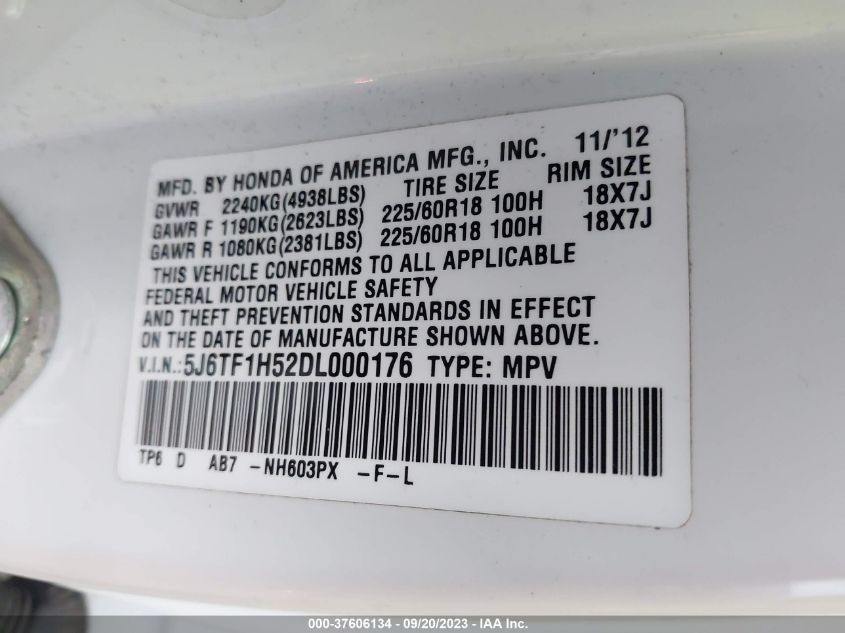 MFD. BY HONDA OF AMERICA MFG., INC. 11/'12
GVWR 2240KG(4938LBS) TIRE SIZE RIM SIZE
GAWR F 1190KG(2623LBS) 225/60R18 100H 18X7J
GAWR R 1080KG(2381LBS) 225/60R18 100H 18X7J
THIS VEHICLE CONFORMS TO ALL APPLICABLE
FEDERAL MOTOR VEHICLE SAFETY
AND THEFT PREVENTION STANDARDS IN EFFECT
ON THE DATE OF MANUFACTURE SHOWN ABOVE.
V.I.N.:5J6TF1H52DL000176 TYPE: MPV
TP6 D AB7 -NH603PX -F-L
000-37606134 - 09/20/2023 - IAA Inc.